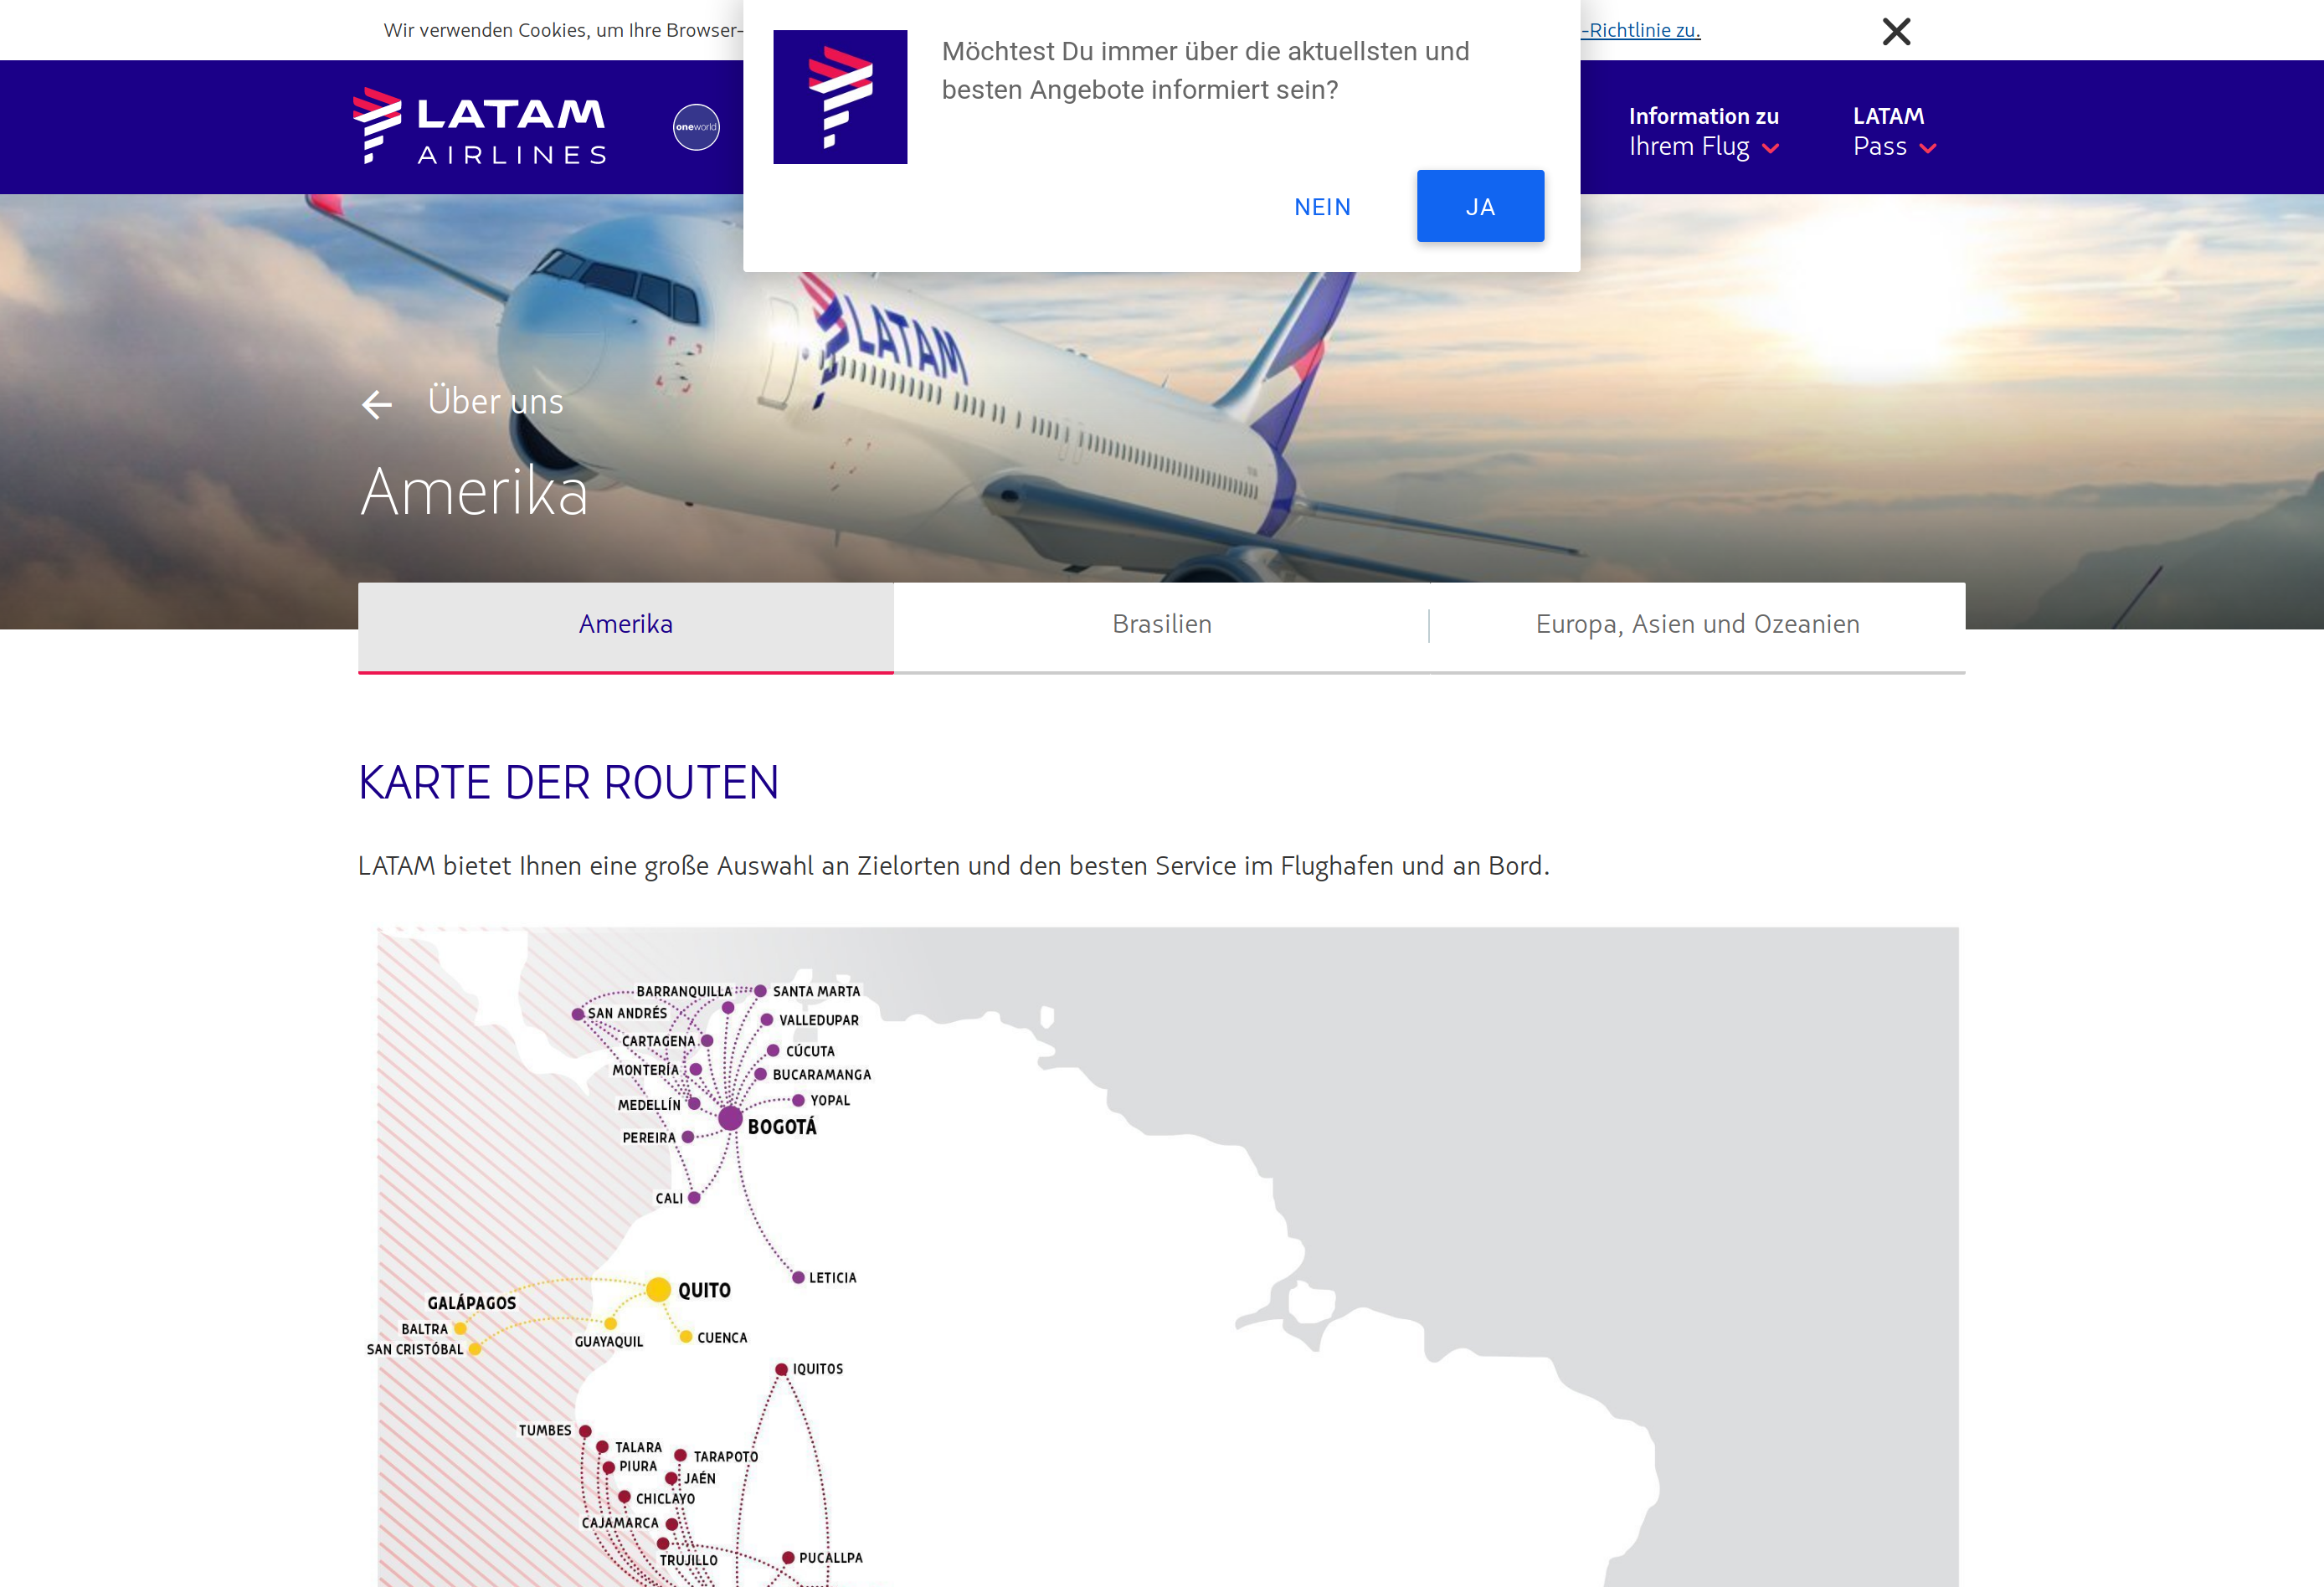 Wir verwenden Cookies, um Ihre Browser-
-Richtlinie zu.
Möchtest Du immer über die aktuellsten und
besten Angebote informiert sein?
NEIN
JA
LATAM
AIRLINES
oneworld
Information zu
Ihrem Flug
LATAM
Pass
LATAM
Über uns
Amerika
Amerika
Brasilien
Europa, Asien und Ozeanien
KARTE DER ROUTEN
LATAM bietet Ihnen eine große Auswahl an Zielorten und den besten Service im Flughafen und an Bord.
BARRANQUILLA
SANTA MARTA
SAN ANDRÉS
VALLEDUPAR
CARTAGENA
CÚCUTA
MONTERÍA
BUCARAMANGA
MEDELLÍN
YOPAL
BOGOTÁ
PEREIRA
CALI
LETICIA
QUITO
GALÁPAGOS
BALTRA
GUAYAQUIL
CUENCA
SAN CRISTÓBAL
IQUITOS
TUMBES
TALARA
TARAPOTO
PIURA
JAÉN
CHICLAYO
CAJAMARCA
TRUJILLO
PUCALLPA